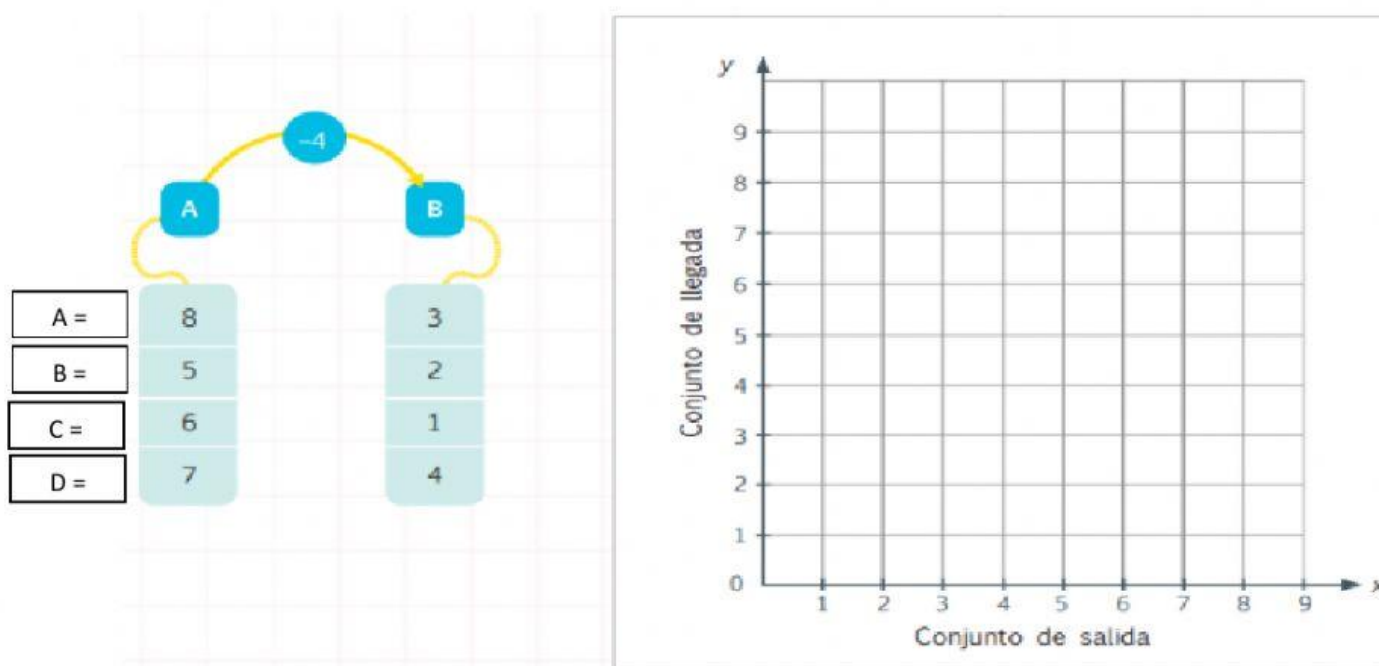 −4
A
B
A =
8
3
B =
5
2
C =
6
1
D =
7
4
y
9
8
7
6
5
4
3
2
1
0
1 2 3 4 5 6 7 8 9
x
Conjunto de llegada
Conjunto de salida